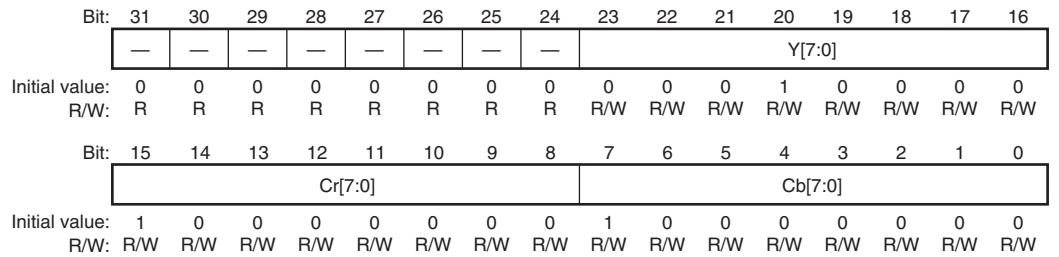 Bit: 31 30 29 28 27 26 25 24 23 22 21 20 19 18 17 16
— — — — — — — — Y[7:0]
Initial value: 0 0 0 0 0 0 0 0 0 0 0 1 0 0 0 0
R/W: R R R R R R R R R/W R/W R/W R/W R/W R/W R/W R/W
Bit: 15 14 13 12 11 10 9 8 7 6 5 4 3 2 1 0
Cr[7:0] Cb[7:0]
Initial value: 1 0 0 0 0 0 0 0 1 0 0 0 0 0 0 0
R/W: R/W R/W R/W R/W R/W R/W R/W R/W R/W R/W R/W R/W R/W R/W R/W R/W